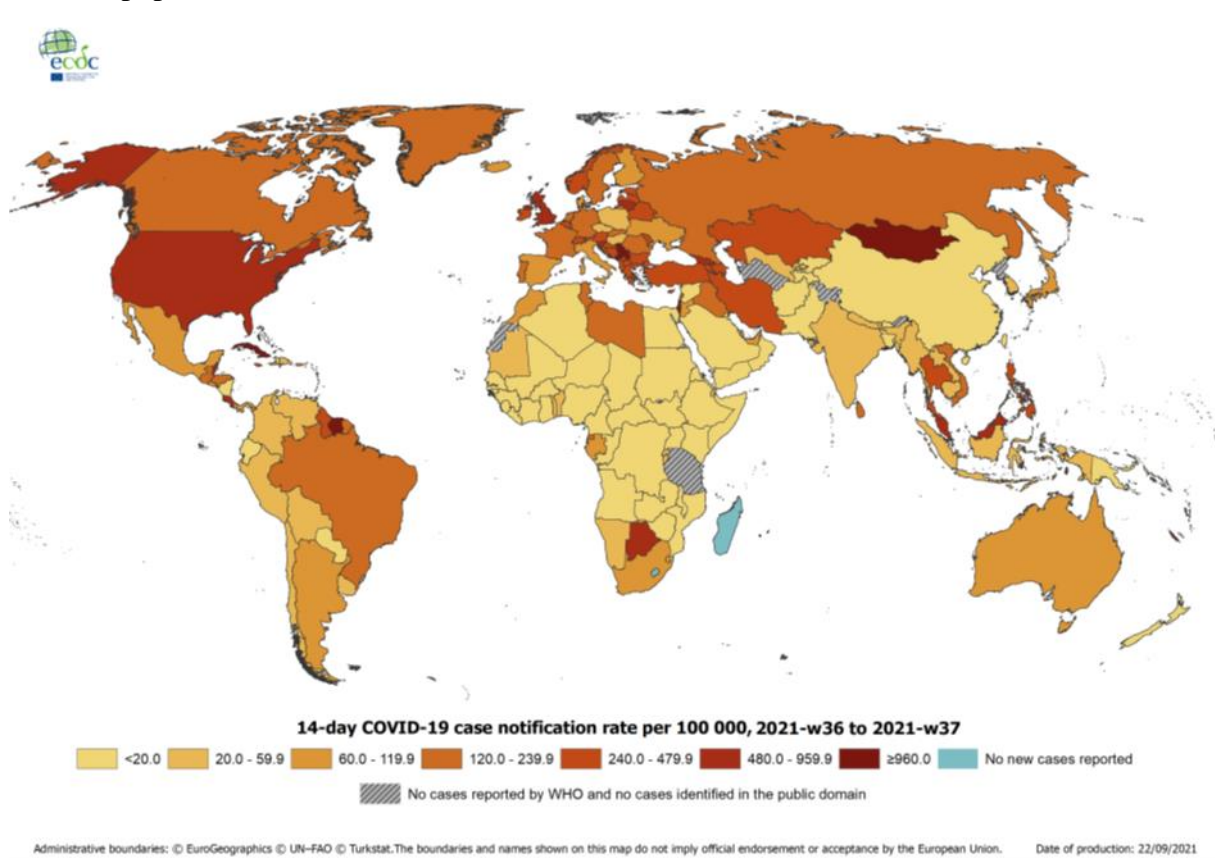 ecdc
14-day COVID-19 case notification rate per 100 000, 2021-w36 to 2021-w37
<20.0 20.0 - 59.9 60.0 - 119.9 120.0 - 239.9 240.0 - 479.9 480.0 - 959.9 ≥960.0 No new cases reported
No cases reported by WHO and no cases identified in the public domain
Administrative boundaries: © EuroGeographics © UN–FAO © Turkstat.The boundaries and names shown on this map do not imply official endorsement or acceptance by the European Union. Date of production: 22/09/2021